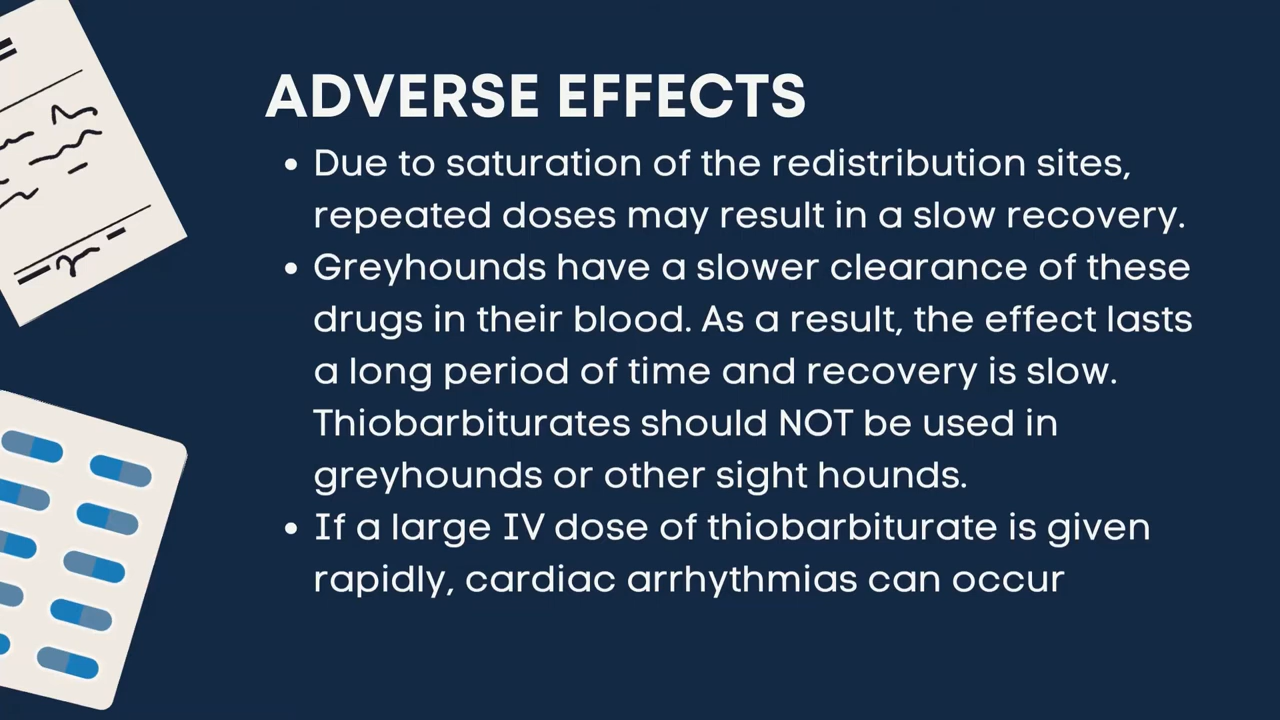 ADVERSE EFFECTS
• Due to saturation of the redistribution sites,
repeated doses may result in a slow recovery.
• Greyhounds have a slower clearance of these
drugs in their blood. As a result, the effect lasts
a long period of time and recovery is slow.
Thiobarbiturates should NOT be used in
greyhounds or other sight hounds.
• If a large IV dose of thiobarbiturate is given
rapidly, cardiac arrhythmias can occur